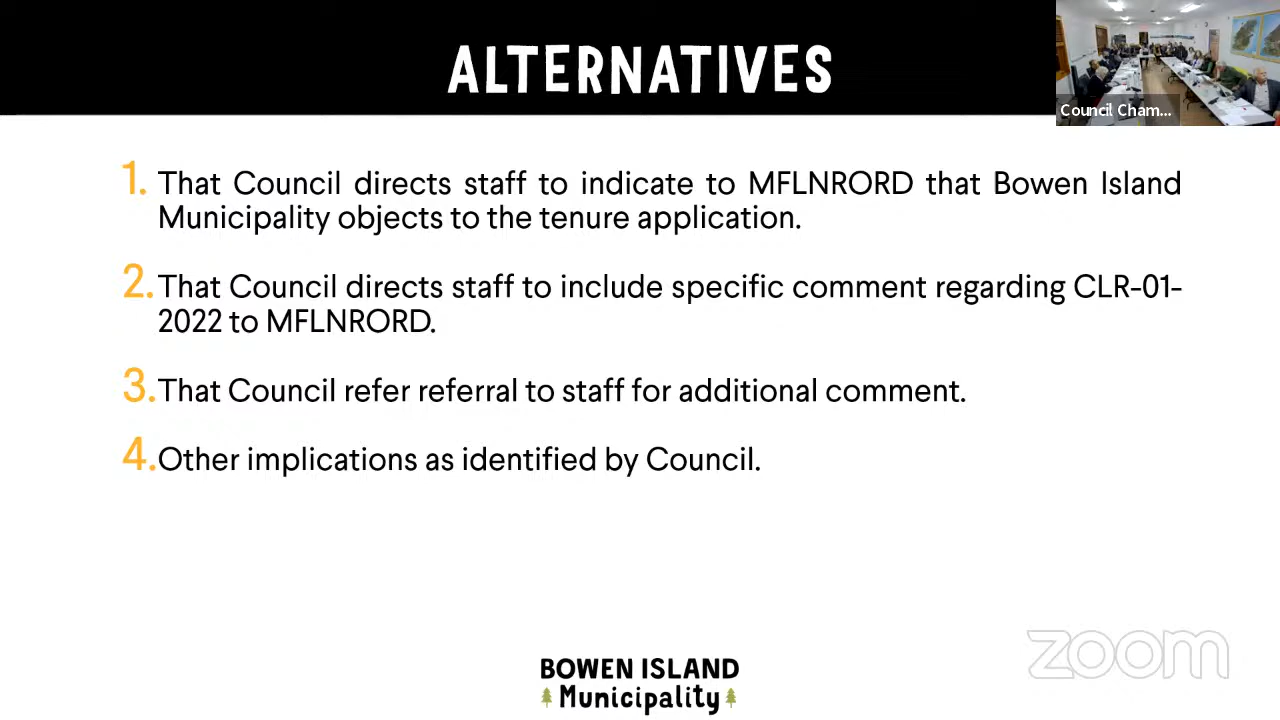 ALTERNATIVES
Council Cham...
1. That Council directs staff to indicate to MFLNRORD that Bowen Island
Municipality objects to the tenure application.
2. That Council directs staff to include specific comment regarding CLR-01-
2022 to MFLNRORD.
3. That Council refer referral to staff for additional comment.
4. Other implications as identified by Council.
zoom
BOWEN ISLAND
Municipality